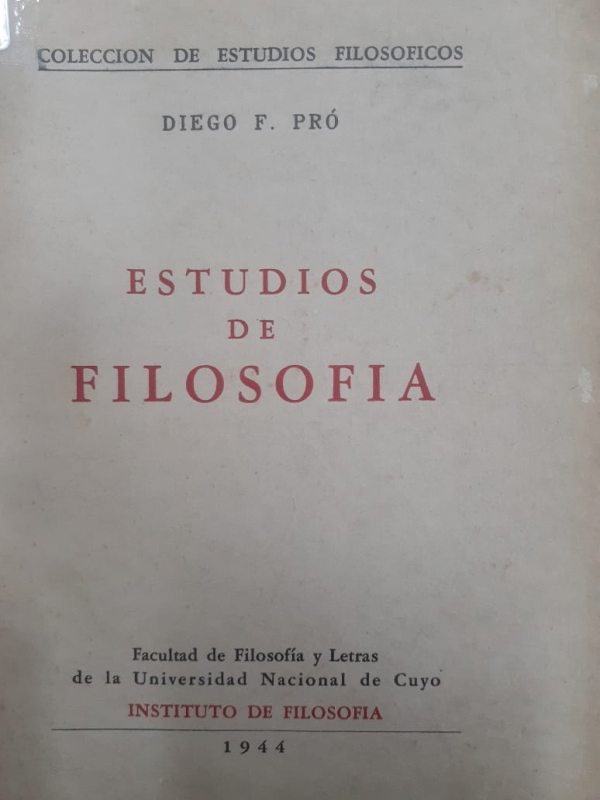 COLECCION DE ESTUDIOS FILOSOFICOS
DIEGO F. PRÓ
ESTUDIOS
DE
FILOSOFIA
Facultad de Filosofía y Letras
de la Universidad Nacional de Cuyo
INSTITUTO DE FILOSOFIA
1944